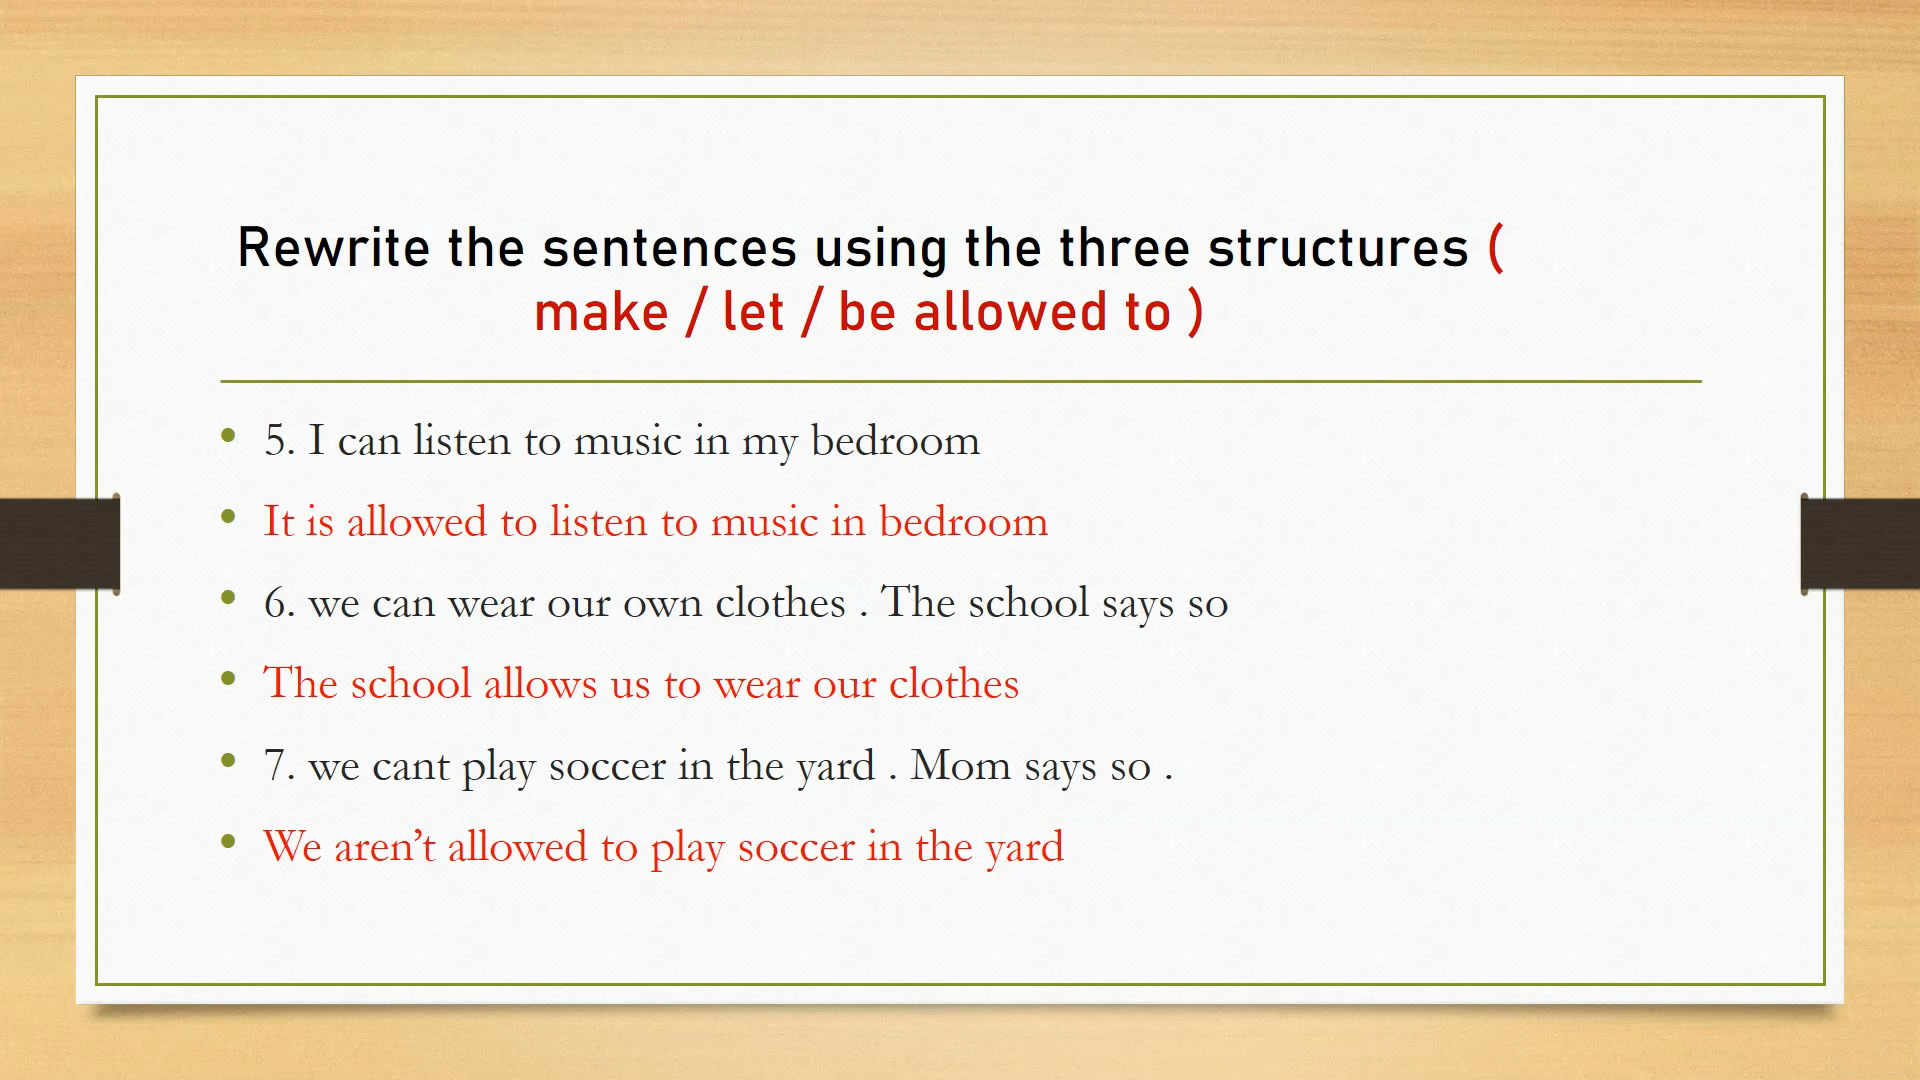 Rewrite the sentences using the three structures (
make / let / be allowed to )
• 5. I can listen to music in my bedroom
• It is allowed to listen to music in bedroom
• 6. we can wear our own clothes . The school says so
• The school allows us to wear our clothes
• 7. we cant play soccer in the yard . Mom says so .
• We aren’t allowed to play soccer in the yard